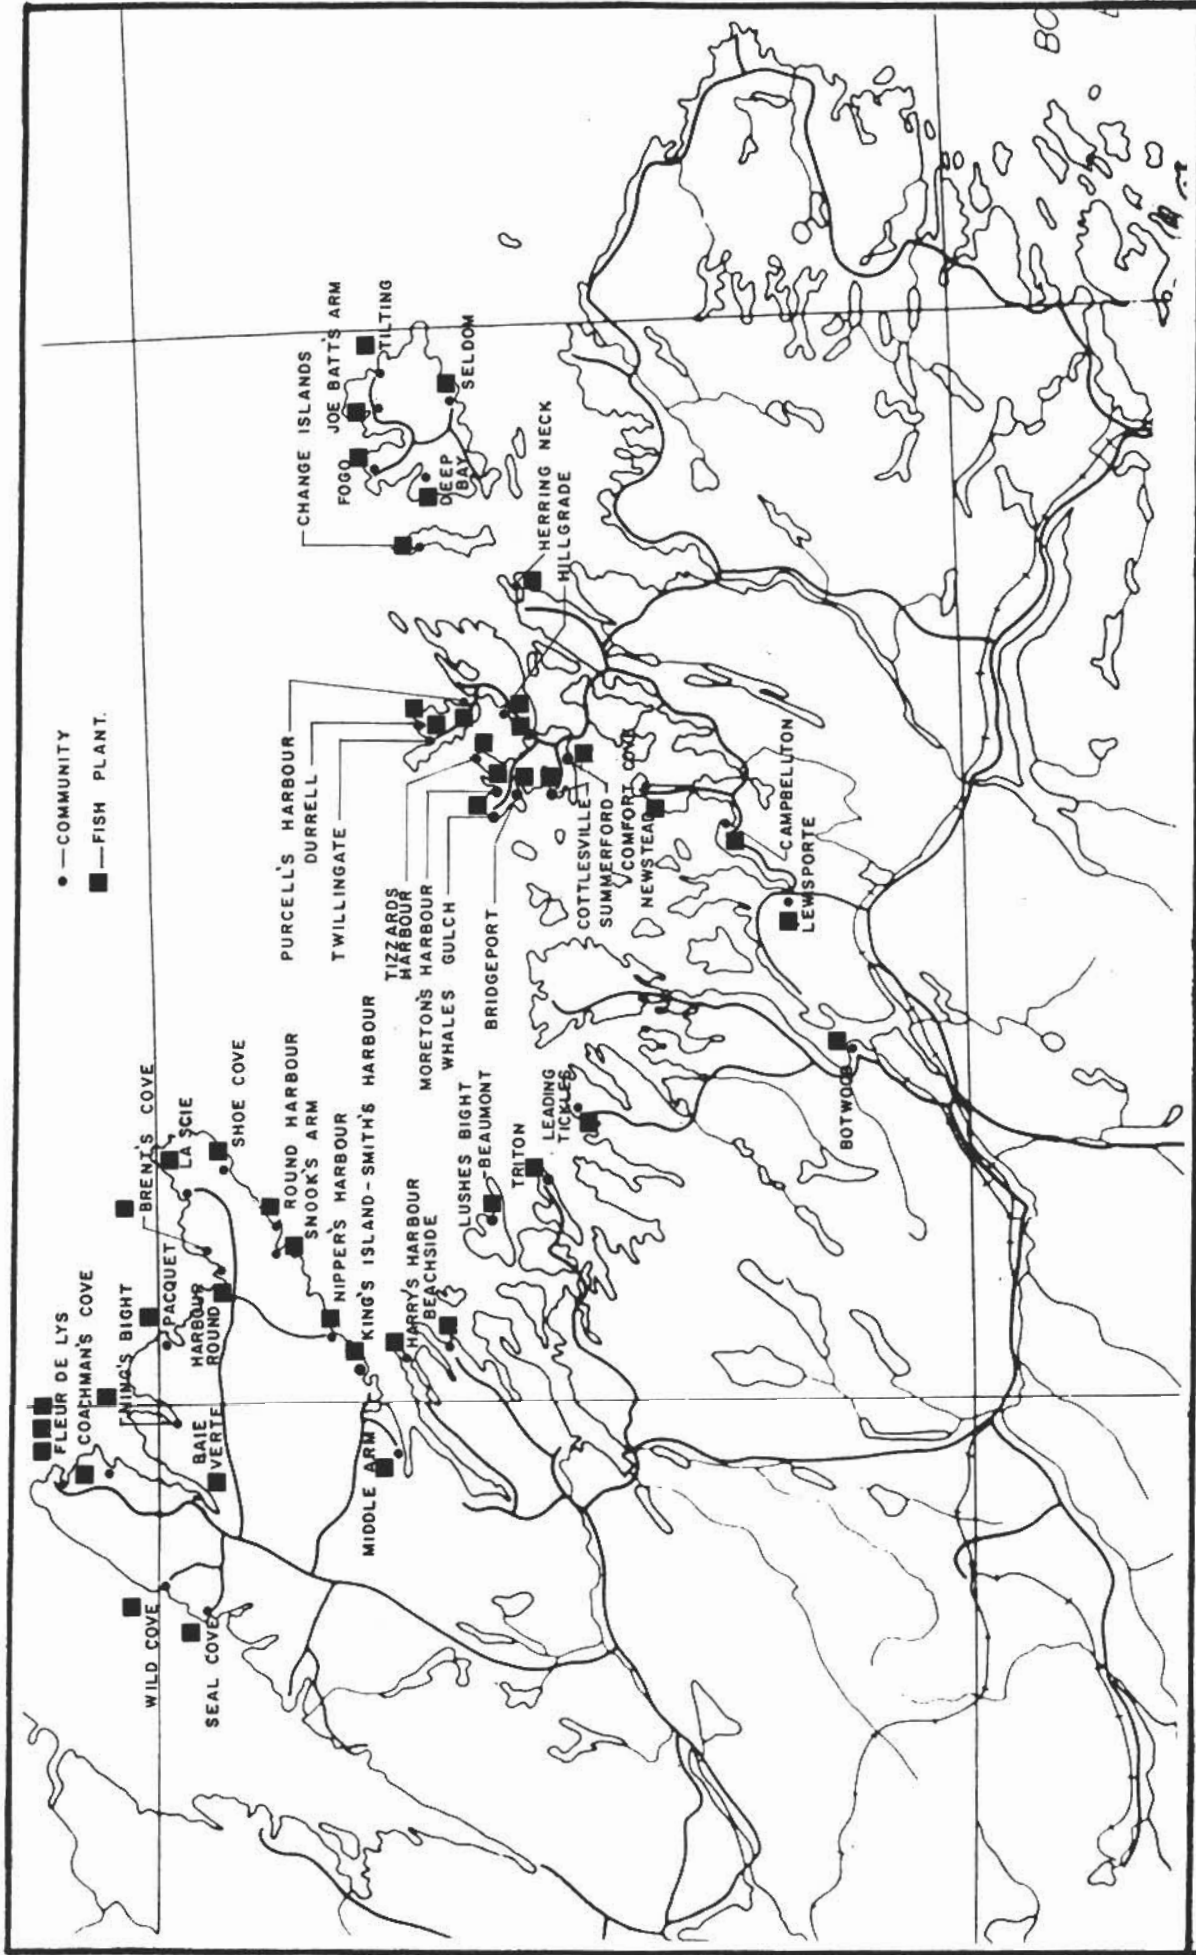 ● — COMMUNITY
■ — FISH PLANT.
FLEUR DE LYS
COACHMAN'S COVE
MING'S BIGHT
PACQUET
BRENT'S COVE
LA SCIE
SHOE COVE
HARBOUR
ROUND
BAIE
VERTE
WILD COVE
SEAL COVE
ROUND HARBOUR
SNOOK'S ARM
NIPPER'S HARBOUR
KING'S ISLAND - SMITH'S HARBOUR
MIDDLE ARM
HARRY'S HARBOUR
BEACHSIDE
LUSHES BIGHT
BEAUMONT
TRITON
LEADING
TICKLES
BOTWOOD
PURCELL'S HARBOUR
DURRELL
TWILLINGATE
TIZZARDS
HARBOUR
MORETON'S HARBOUR
WHALES GULCH
BRIDGEPORT
COTTLESVILLE
SUMMERFORD
COMFORT COVE
NEWSTEAD
CAMPBELLTON
LEWISPORTE
CHANGE ISLANDS
FOGO
JOE BATT'S ARM
TILTING
SELDOM
DEEP
BAY
HERRING NECK
HILLGRADE
BO